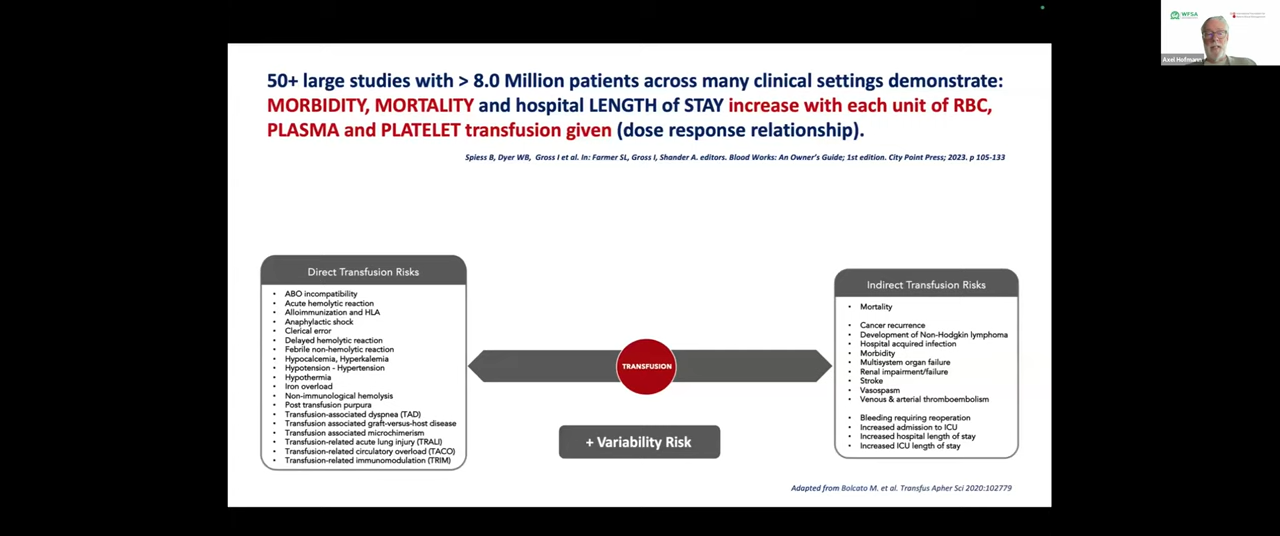 50+ large studies with > 8.0 Million patients across many clinical settings demonstrate:
MORBIDITY, MORTALITY and hospital LENGTH of STAY increase with each unit of RBC,
PLASMA and PLATELET transfusion given (dose response relationship).
Spiess B, Dyer WB, Gross I et al. In: Farmer SL, Gross I, Shander A. editors. Blood Works: An Owner's Guide; 1st edition. City Point Press; 2023. p 105-133
Direct Transfusion Risks
• ABO incompatibility
• Acute hemolytic reaction
• Alloimmunization and HLA
• Anaphylactic shock
• Clerical error
• Delayed hemolytic reaction
• Febrile non-hemolytic reaction
• Hypocalcemia, Hyperkalemia
• Hypotension - Hypertension
• Hypothermia
• Iron overload
• Non-immunological hemolysis
• Post transfusion purpura
• Transfusion-associated dyspnea (TAD)
• Transfusion associated graft-versus-host disease
• Transfusion associated microchimerism
• Transfusion-related acute lung injury (TRALI)
• Transfusion-related circulatory overload (TACO)
• Transfusion-related immunomodulation (TRIM)
TRANSFUSION
+ Variability Risk
Indirect Transfusion Risks
• Mortality
• Cancer recurrence
• Development of Non-Hodgkin lymphoma
• Hospital acquired infection
• Morbidity
• Multisystem organ failure
• Renal impairment/failure
• Stroke
• Vasospasm
• Venous & arterial thromboembolism
• Bleeding requiring reoperation
• Increased admission to ICU
• Increased hospital length of stay
• Increased ICU length of stay
Adapted from Bolcato M. et al. Transfus Apher Sci 2020:102779
WFSA
Axel Hofmann